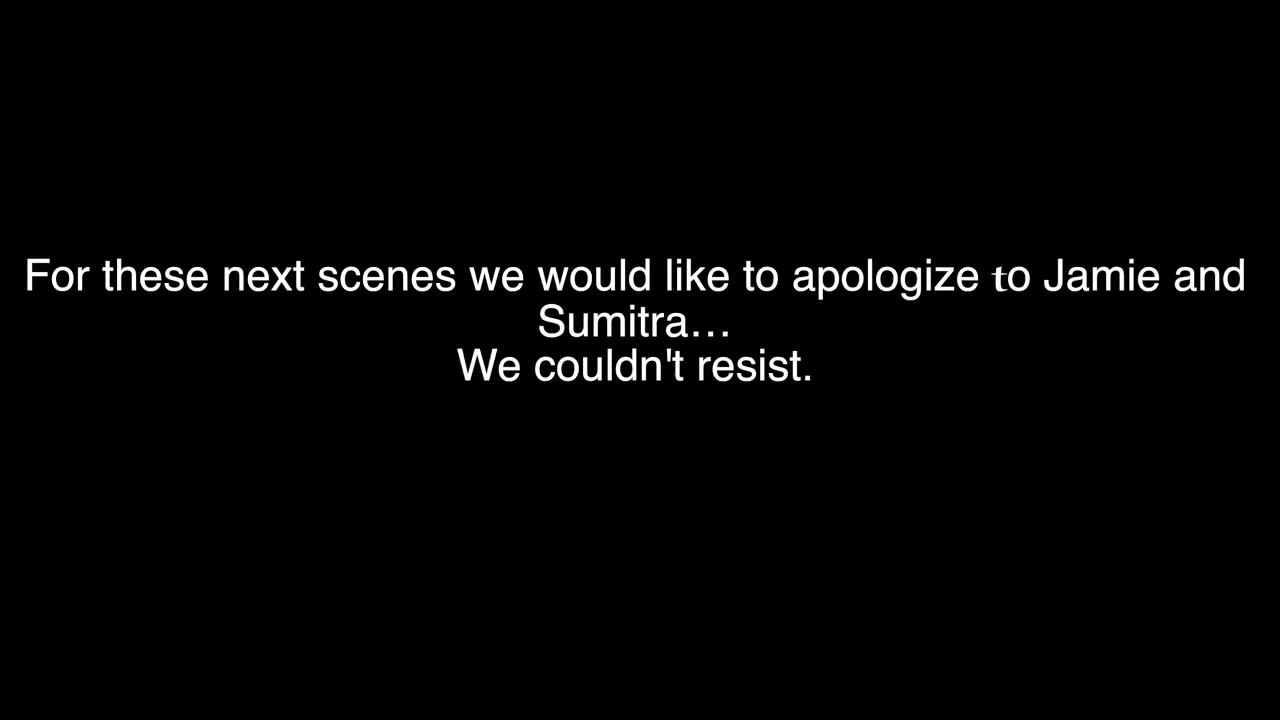 For these next scenes we would like to apologize to Jamie and
Sumitra…
We couldn't resist.